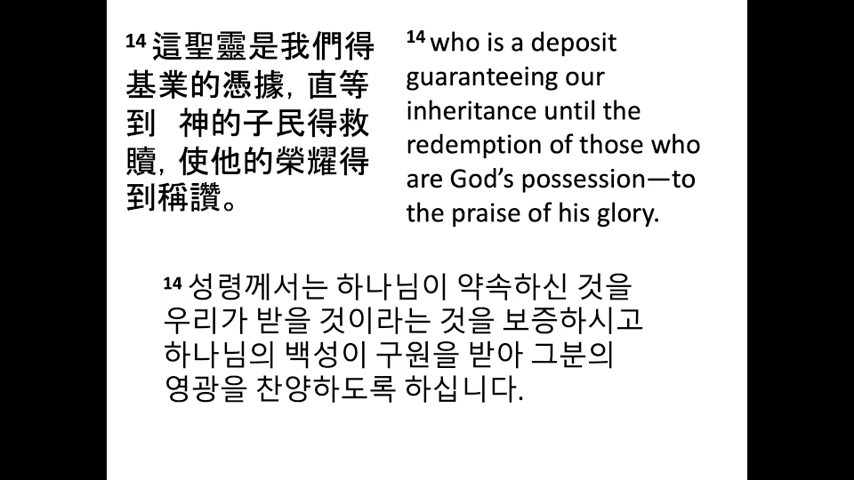 14 這聖靈是我們得
基業的憑據, 直等
到　神的子民得救
贖, 使他的榮耀得
到稱讚。
14 who is a deposit
guaranteeing our
inheritance until the
redemption of those who
are God’s possession—to
the praise of his glory.
14 성령께서는 하나님이 약속하신 것을
우리가 받을 것이라는 것을 보증하시고
하나님의 백성이 구원을 받아 그분의
영광을 찬양하도록 하십니다.